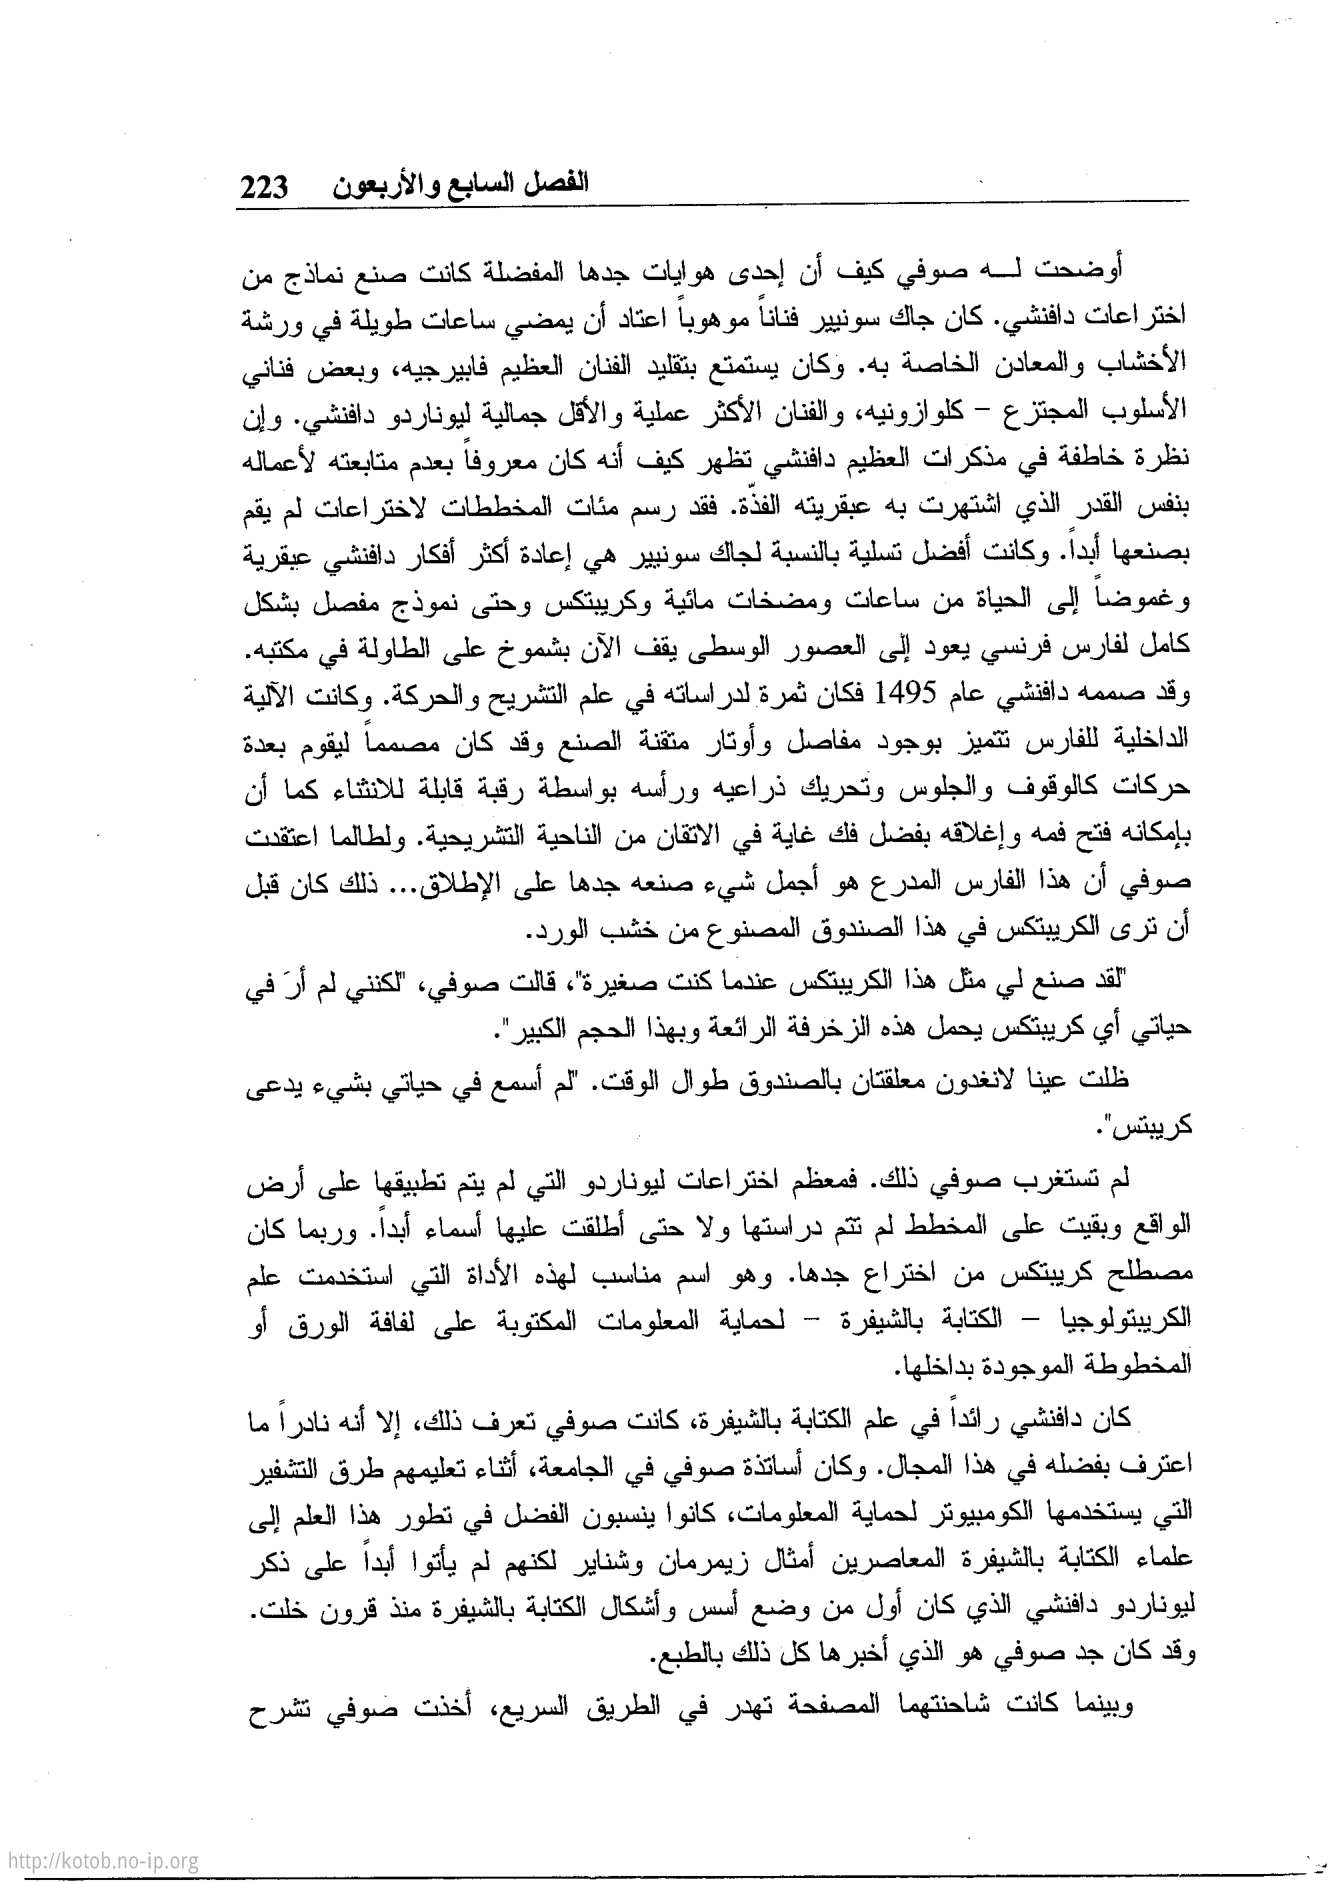 الفصل السابع والأربعون 223
أوضحت لـــه صوفي كيف أن إحدى هوايات جدها المفضلة كانت صنع نماذج من
اختراعات دافنشي. كان جاك سونيير فناناً موهوباً اعتاد أن يمضي ساعات طويلة في ورشة
الأخشاب والمعادن الخاصة به. وكان يستمتع بتقليد الفنان العظيم فابيرجيه، وبعض فناني
الأسلوب المجتزع – كلوازونيه، والفنان الأكثر عملية والأقل جمالية ليوناردو دافنشي. وإن
نظرة خاطفة في مذكرات العظيم دافنشي تظهر كيف أنه كان معروفاً بعدم متابعته لأعماله
بنفس القدر الذي اشتهرت به عبقريته الفذّة. فقد رسم مئات المخططات لاختراعات لم يقم
بصنعها أبداً. وكانت أفضل تسلية بالنسبة لجاك سونيير هي إعادة أكثر أفكار دافنشي عبقرية
وغموضاً إلى الحياة من ساعات ومضخات مائية وكريبتكس وحتى نموذج مفصل بشكل
كامل لفارس فرنسي يعود إلى العصور الوسطى يقف الآن بشموخ على الطاولة في مكتبه.
وقد صممه دافنشي عام 1495 فكان ثمرة لدراساته في علم التشريح والحركة. وكانت الآلية
الداخلية للفارس تتميز بوجود مفاصل وأوتار متقنة الصنع وقد كان مصمماً ليقوم بعدة
حركات كالوقوف والجلوس وتحريك ذراعيه ورأسه بواسطة رقبة قابلة للانثناء كما أن
بإمكانه فتح فمه وإغلاقه بفضل فك غاية في الاتقان من الناحية التشريحية. ولطالما اعتقدت
صوفي أن هذا الفارس المدرع هو أجمل شيء صنعه جدها على الإطلاق... ذلك كان قبل
أن ترى الكريبتكس في هذا الصندوق المصنوع من خشب الورد.
"لقد صنع لي مثل هذا الكريبتكس عندما كنت صغيرة"، قالت صوفي، "لكنني لم أرَ في
حياتي أي كريبتكس يحمل هذه الزخرفة الرائعة وبهذا الحجم الكبير".
ظلت عينا لانغدون معلقتان بالصندوق طوال الوقت. "لم أسمع في حياتي بشيء يدعى
كريبتس".
لم تستغرب صوفي ذلك. فمعظم اختراعات ليوناردو التي لم يتم تطبيقها على أرض
الواقع وبقيت على المخطط لم تتم دراستها ولا حتى أطلقت عليها أسماء أبداً. وربما كان
مصطلح كريبتكس من اختراع جدها. وهو اسم مناسب لهذه الأداة التي استخدمت علم
الكريبتولوجيا – الكتابة بالشيفرة – لحماية المعلومات المكتوبة على لفافة الورق أو
المخطوطة الموجودة بداخلها.
كان دافنشي رائداً في علم الكتابة بالشيفرة، كانت صوفي تعرف ذلك، إلا أنه نادراً ما
اعترف بفضله في هذا المجال. وكان أساتذة صوفي في الجامعة، أثناء تعليمهم طرق التشفير
التي يستخدمها الكومبيوتر لحماية المعلومات، كانوا ينسبون الفضل في تطور هذا العلم إلى
علماء الكتابة بالشيفرة المعاصرين أمثال زيمرمان وشناير لكنهم لم يأتوا أبداً على ذكر
ليوناردو دافنشي الذي كان أول من وضع أسس وأشكال الكتابة بالشيفرة منذ قرون خلت.
وقد كان جد صوفي هو الذي أخبرها كل ذلك بالطبع.
وبينما كانت شاحنتهما المصفحة تهدر في الطريق السريع، أخذت صوفي تشرح
http://kotob.no-ip.org